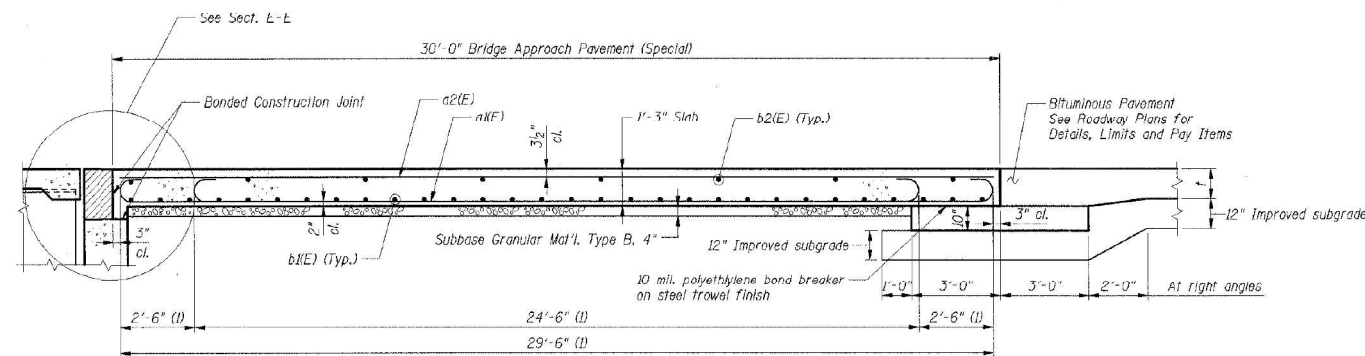 See Sect. E-E
30'-0" Bridge Approach Pavement (Special)
Bonded Construction Joint
a2(E)
a1(E)
3½" cl.
1'-3" Slab
b2(E) (Typ.)
Bituminous Pavement
See Roadway Plans for
Details, Limits and Pay Items
t
12" Improved subgrade
3" cl.
2" cl.
Subbase Granular Mat'l. Type B, 4"
10"
3" cl.
12" Improved subgrade
b1(E) (Typ.)
10 mil. polyethlylene bond breaker
on steel trowel finish
1'-0"
3'-0"
3'-0"
2'-0"
At right angles
2'-6" (1)
24'-6" (1)
2'-6" (1)
29'-6" (1)